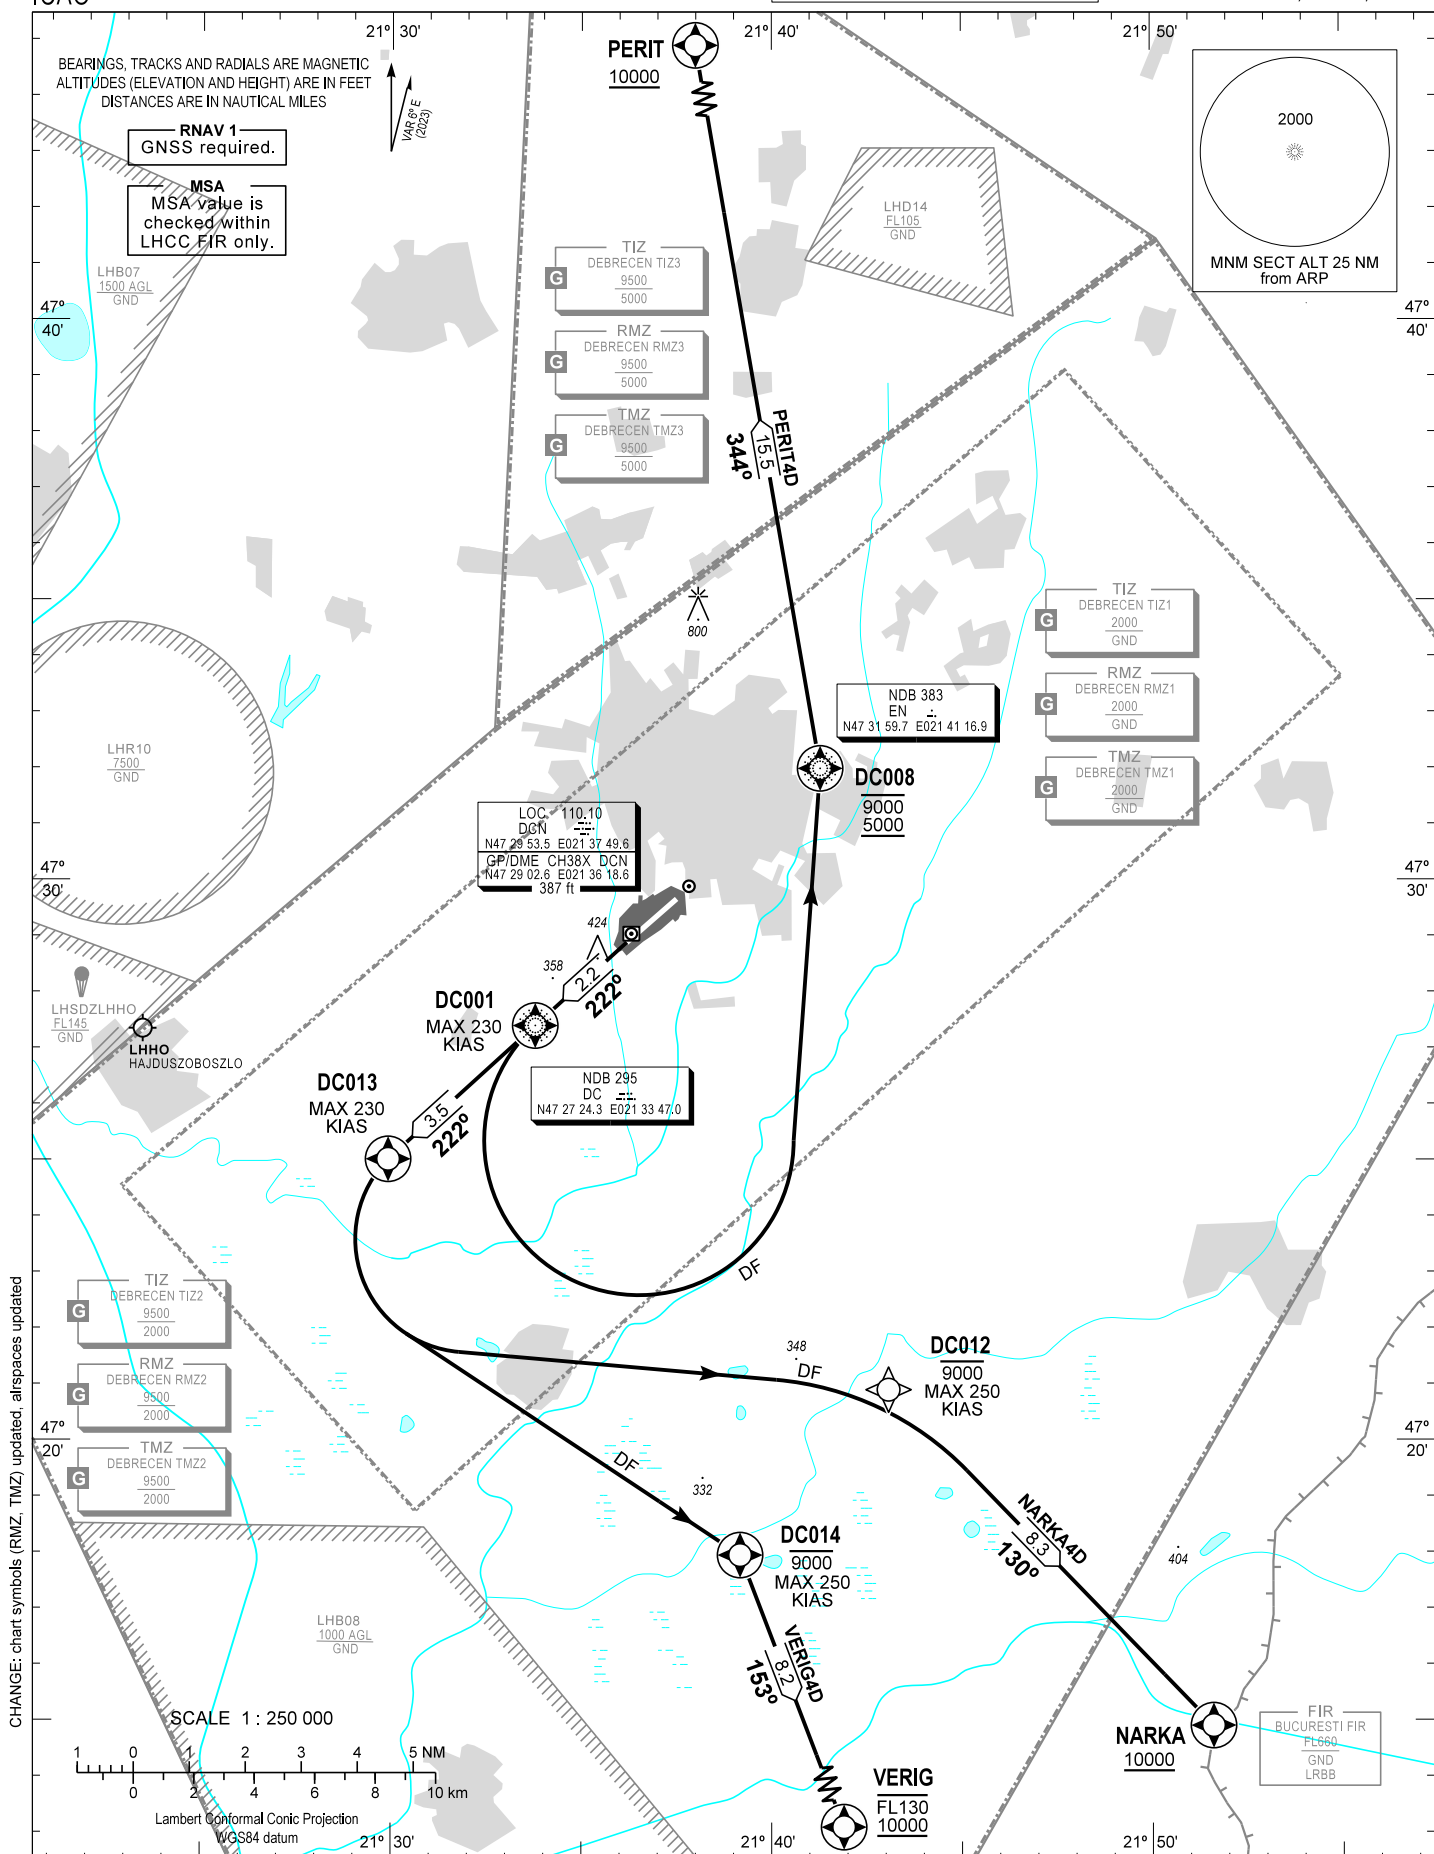 21° 30'
21° 40'
21° 50'
BEARINGS, TRACKS AND RADIALS ARE MAGNETIC
ALTITUDES (ELEVATION AND HEIGHT) ARE IN FEET
DISTANCES ARE IN NAUTICAL MILES
VAR 6° E
(2023)
RNAV 1
GNSS required.
MSA
MSA value is
checked within
LHCC FIR only.
PERIT
10000
2000
MNM SECT ALT 25 NM
from ARP
LHB07
1500 AGL
GND
LHD14
FL105
GND
TIZ
DEBRECEN TIZ3
9500
5000
G
RMZ
DEBRECEN RMZ3
9500
5000
G
TMZ
DEBRECEN TMZ3
9500
5000
G
47°
40'
47°
40'
PERIT4D
15.5
344°
800
TIZ
DEBRECEN TIZ1
2000
GND
G
RMZ
DEBRECEN RMZ1
2000
GND
G
TMZ
DEBRECEN TMZ1
2000
GND
G
NDB 383
EN
N47 31 59.7 E021 41 16.9
DC008
9000
5000
LHR10
7500
GND
LOC 110.10
DCN
N47 29 53.5 E021 37 49.6
GP/DME CH38X DCN
N47 29 02.6 E021 36 18.6
387 ft
47°
30'
47°
30'
424
358
2.2
222°
DC001
MAX 230
KIAS
LHSDZLHHO
FL145
GND
LHHO
HAJDUSZOBOSZLO
NDB 295
DC
N47 27 24.3 E021 33 47.0
DC013
MAX 230
KIAS
3.5
222°
DF
TIZ
DEBRECEN TIZ2
9500
2000
G
RMZ
DEBRECEN RMZ2
9500
2000
G
TMZ
DEBRECEN TMZ2
9500
2000
G
348
DF
DC012
9000
MAX 250
KIAS
47°
20'
47°
20'
DF
332
NARKA4D
8.3
130°
404
DC014
9000
MAX 250
KIAS
VERIG4D
8.2
153°
LHB08
1000 AGL
GND
NARKA
10000
FIR
BUCURESTI FIR
FL660
GND
LRBB
VERIG
FL130
10000
SCALE 1 : 250 000
1 0 1 2 3 4 5 NM
0 2 4 6 8 10 km
Lambert Conformal Conic Projection
WGS84 datum
21° 30'
21° 40'
21° 50'
CHANGE: chart symbols (RMZ, TMZ) updated, airspaces updated